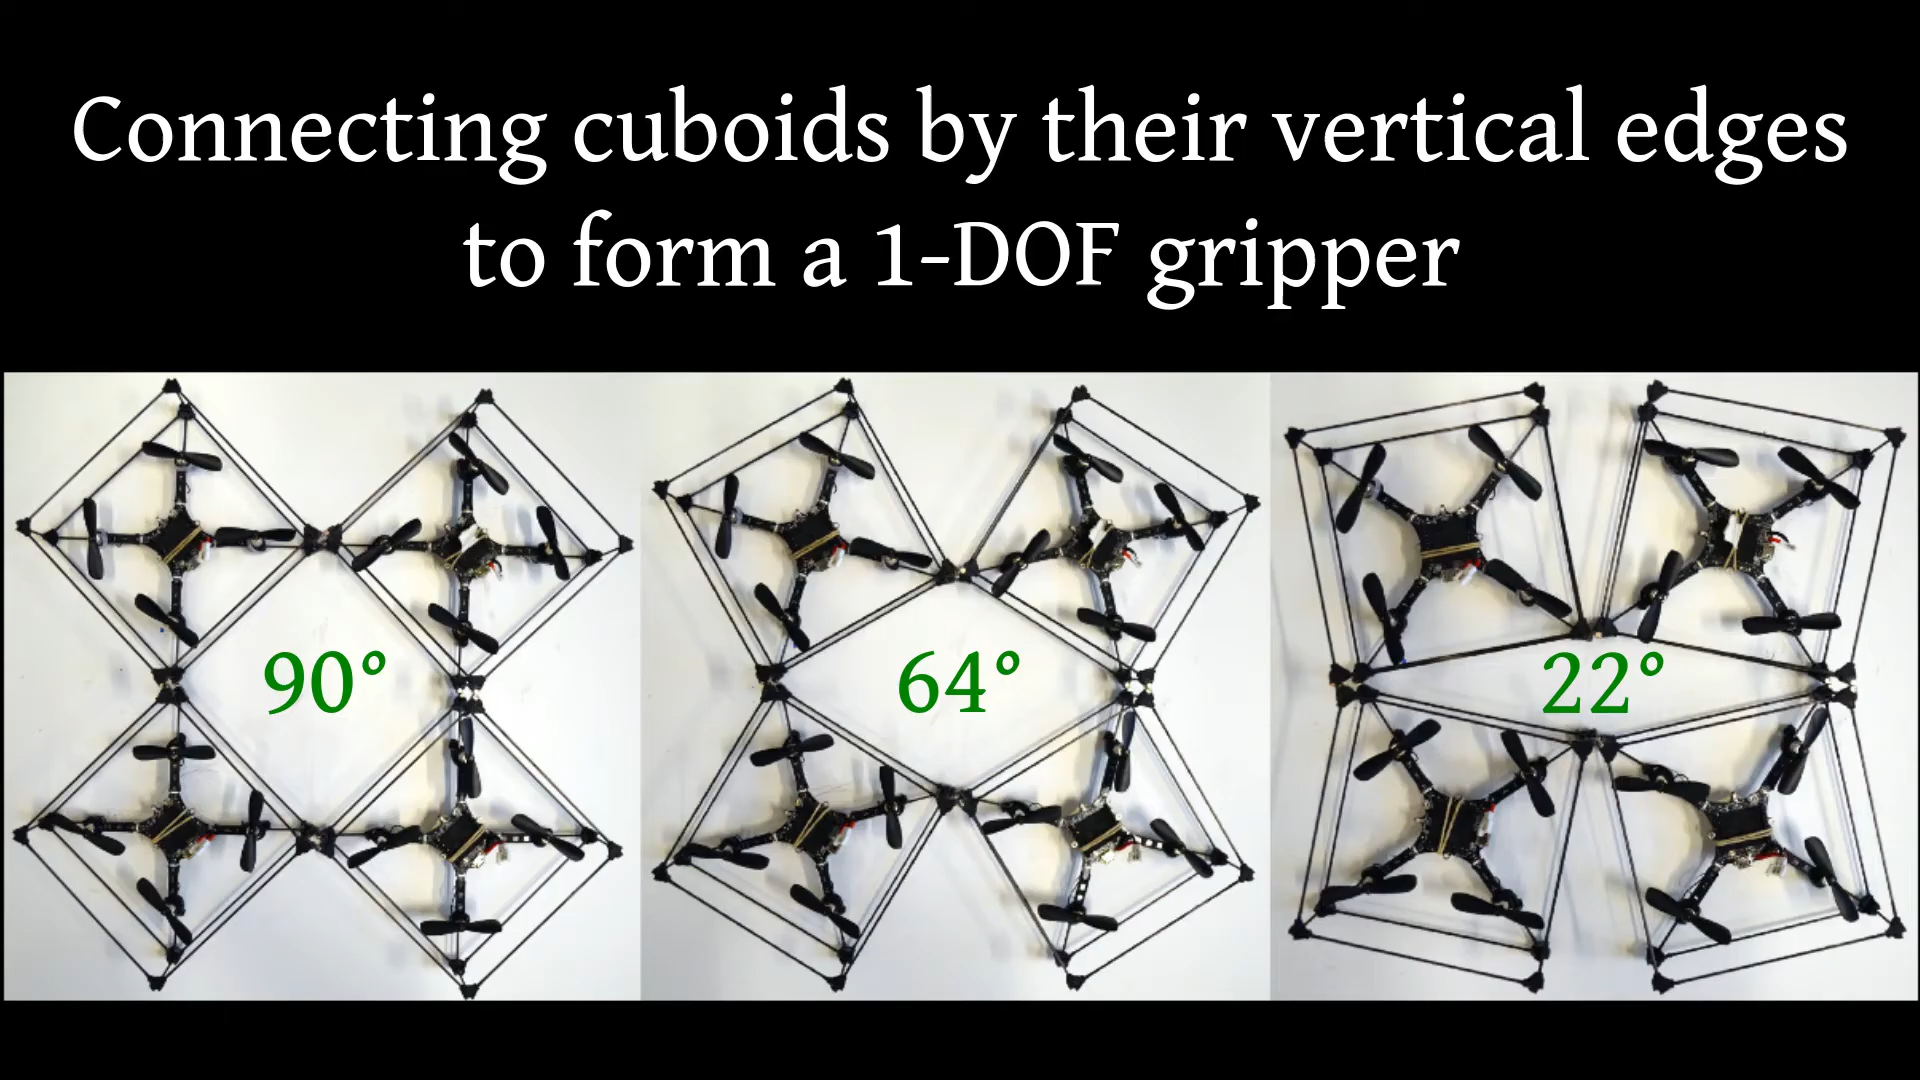 Connecting cuboids by their vertical edges
to form a 1-DOF gripper
90°
64°
22°